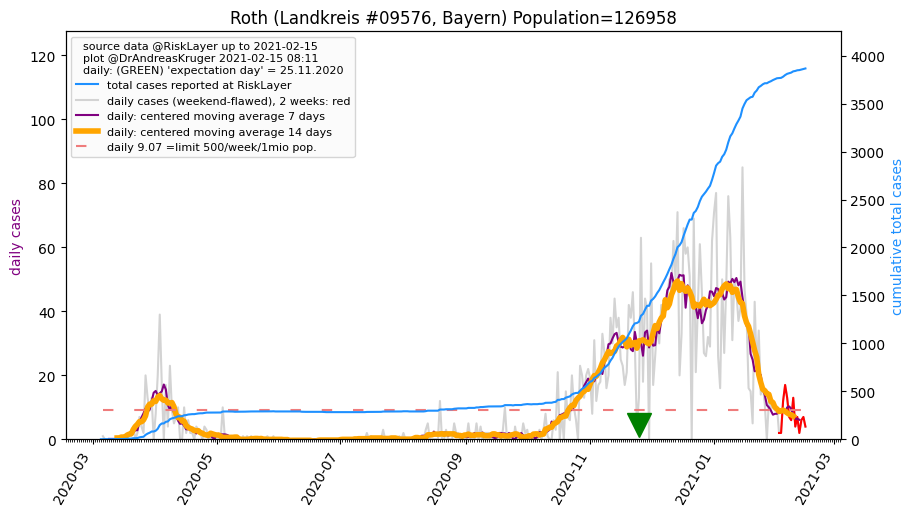 Roth (Landkreis #09576, Bayern) Population=126958
source data @RiskLayer up to 2021-02-15
plot @DrAndreasKruger 2021-02-15 08:11
daily: (GREEN) 'expectation day' = 25.11.2020
total cases reported at RiskLayer
daily cases (weekend-flawed), 2 weeks: red
daily: centered moving average 7 days
daily: centered moving average 14 days
daily 9.07 =limit 500/week/1mio pop.
daily cases
120
100
80
60
40
20
0
cumulative total cases
4000
3500
3000
2500
2000
1500
1000
500
0
2020-03
2020-05
2020-07
2020-09
2020-11
2021-01
2021-03